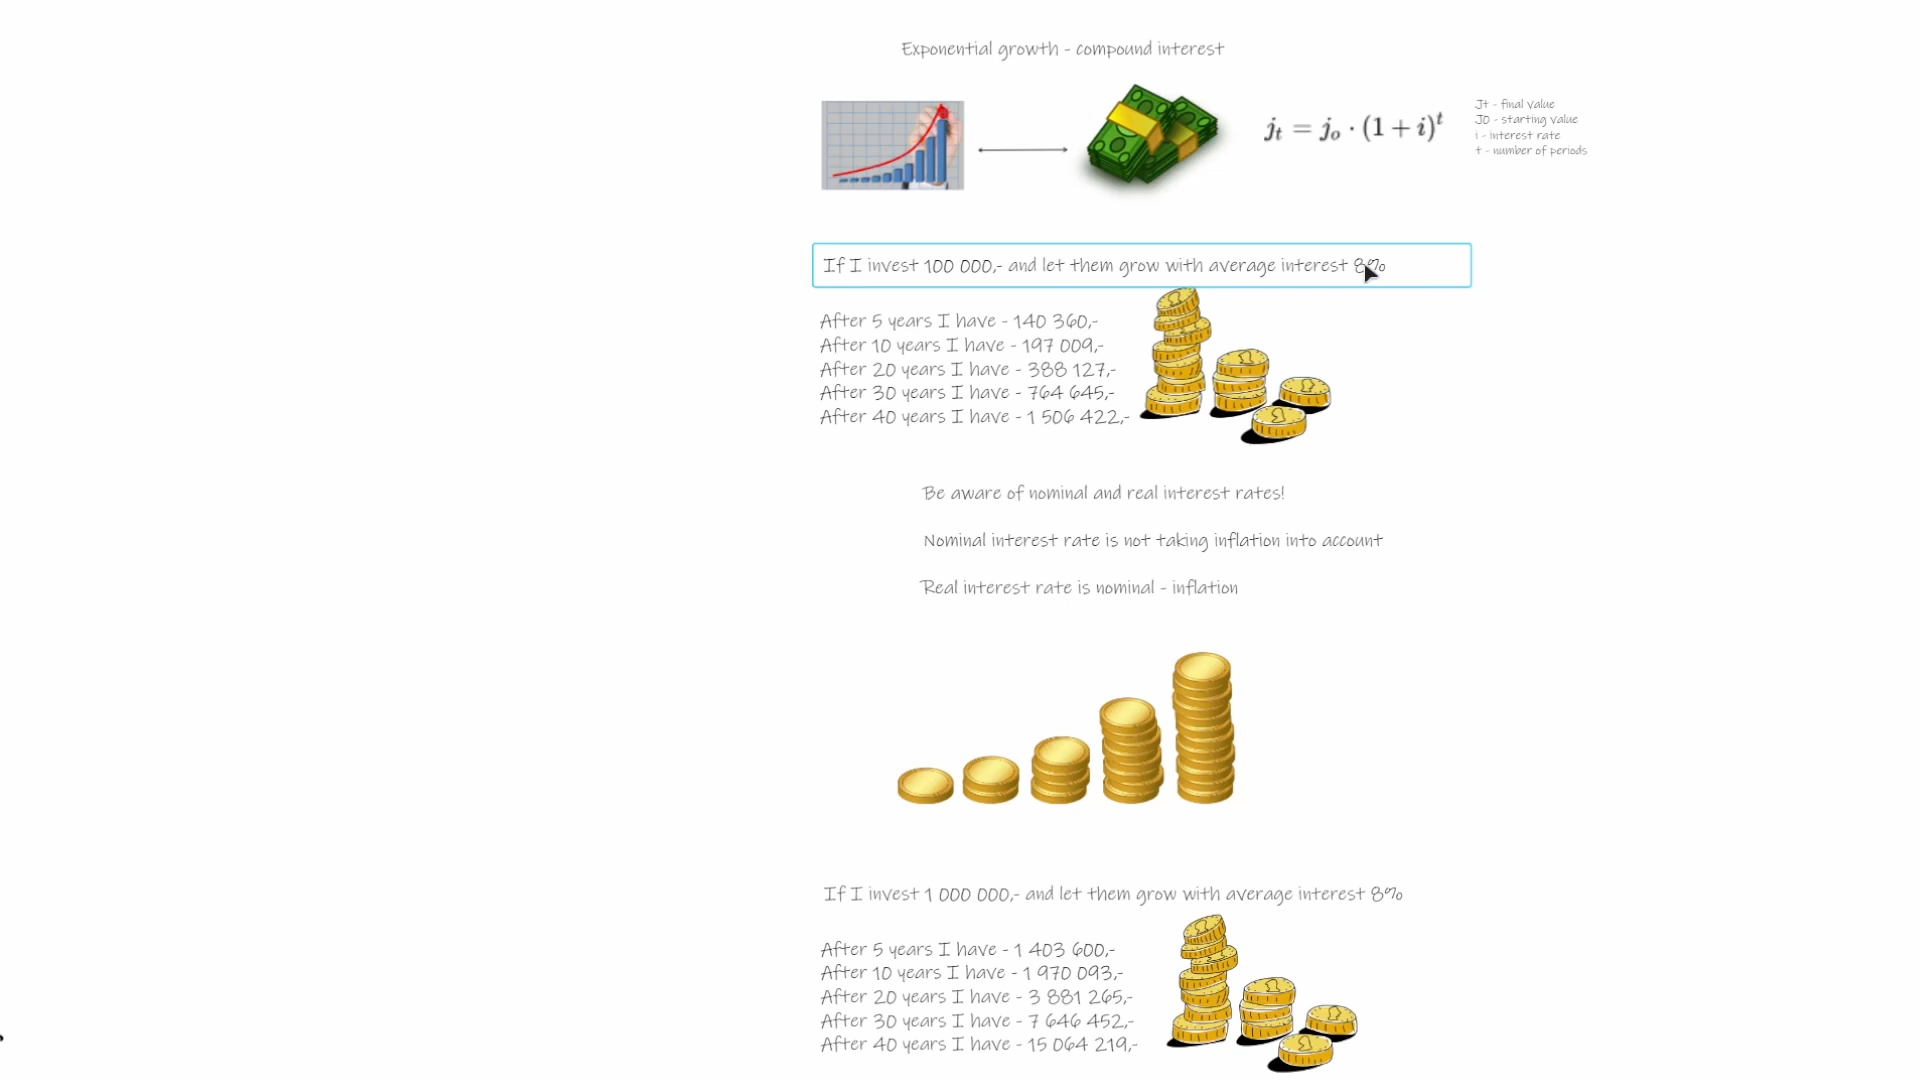 Exponential growth - compound interest
jt = jo · (1 + i)^t
Jt - final value
J0 - starting value
i - interest rate
t - number of periods
If I invest 100 000,- and let them grow with average interest 8%
After 5 years I have - 140 360,-
After 10 years I have - 197 009,-
After 20 years I have - 388 127,-
After 30 years I have - 764 645,-
After 40 years I have - 1 506 422,-
Be aware of nominal and real interest rates!
Nominal interest rate is not taking inflation into account
Real interest rate is nominal - inflation
If I invest 1 000 000,- and let them grow with average interest 8%
After 5 years I have - 1 403 600,-
After 10 years I have - 1 970 093,-
After 20 years I have - 3 881 265,-
After 30 years I have - 7 646 452,-
After 40 years I have - 15 064 219,-